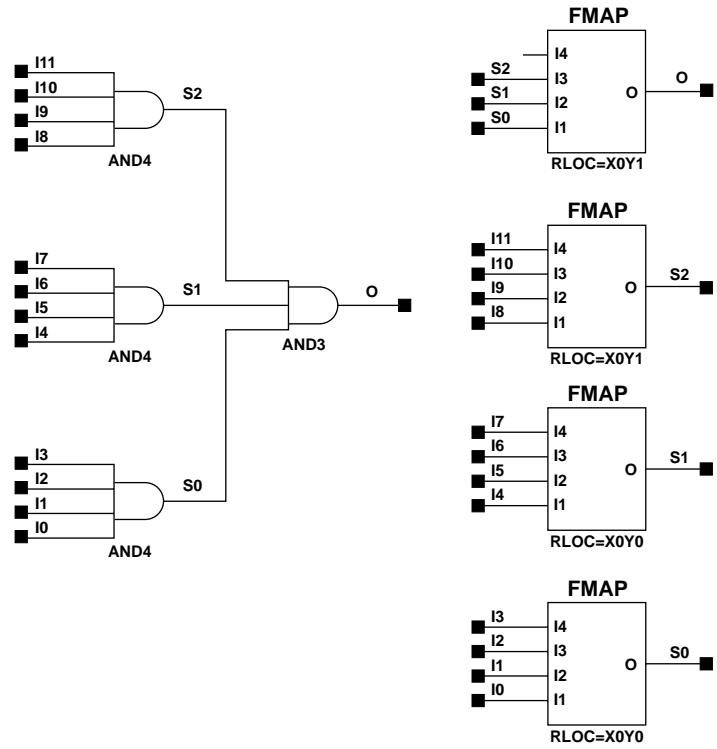 I11
I10
I9
I8
S2
AND4
I7
I6
I5
I4
S1
AND4
O
AND3
I3
I2
I1
I0
S0
AND4
FMAP
I4
S2 I3
S1 I2
S0 I1
O O
RLOC=X0Y1
FMAP
I11 I4
I10 I3
I9 I2
I8 I1
O S2
RLOC=X0Y1
FMAP
I7 I4
I6 I3
I5 I2
I4 I1
O S1
RLOC=X0Y0
FMAP
I3 I4
I2 I3
I1 I2
I0 I1
O S0
RLOC=X0Y0